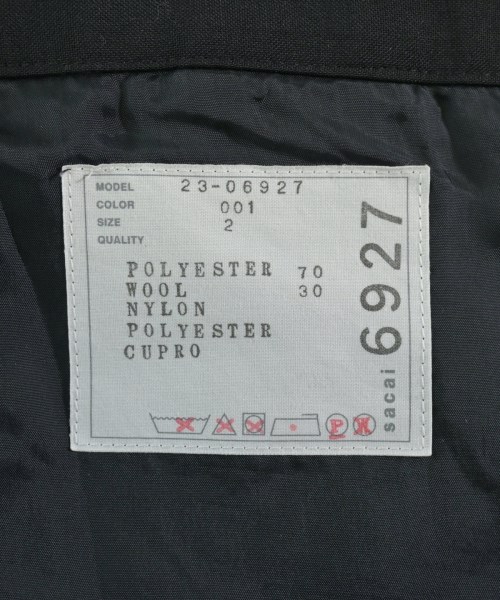 MODEL 23-06927
COLOR 001
SIZE 2
QUALITY
POLYESTER 70
WOOL 30
NYLON
POLYESTER
CUPRO
P W
sacai 6927